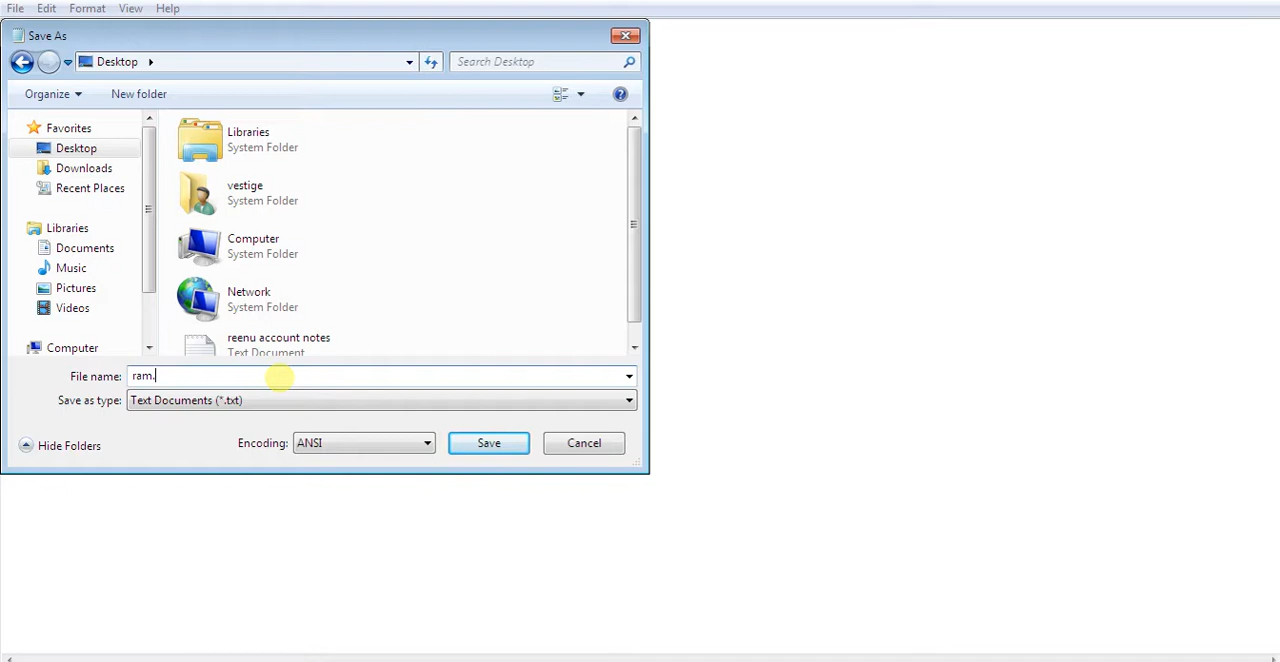 File Edit Format View Help
Save As
Desktop
Search Desktop
Organize New folder
Favorites
Desktop
Downloads
Recent Places
Libraries
Documents
Music
Pictures
Videos
Computer
Libraries
System Folder
vestige
System Folder
Computer
System Folder
Network
System Folder
reenu account notes
Text Document
File name: ram.
Save as type: Text Documents (*.txt)
Hide Folders
Encoding: ANSI
Save
Cancel